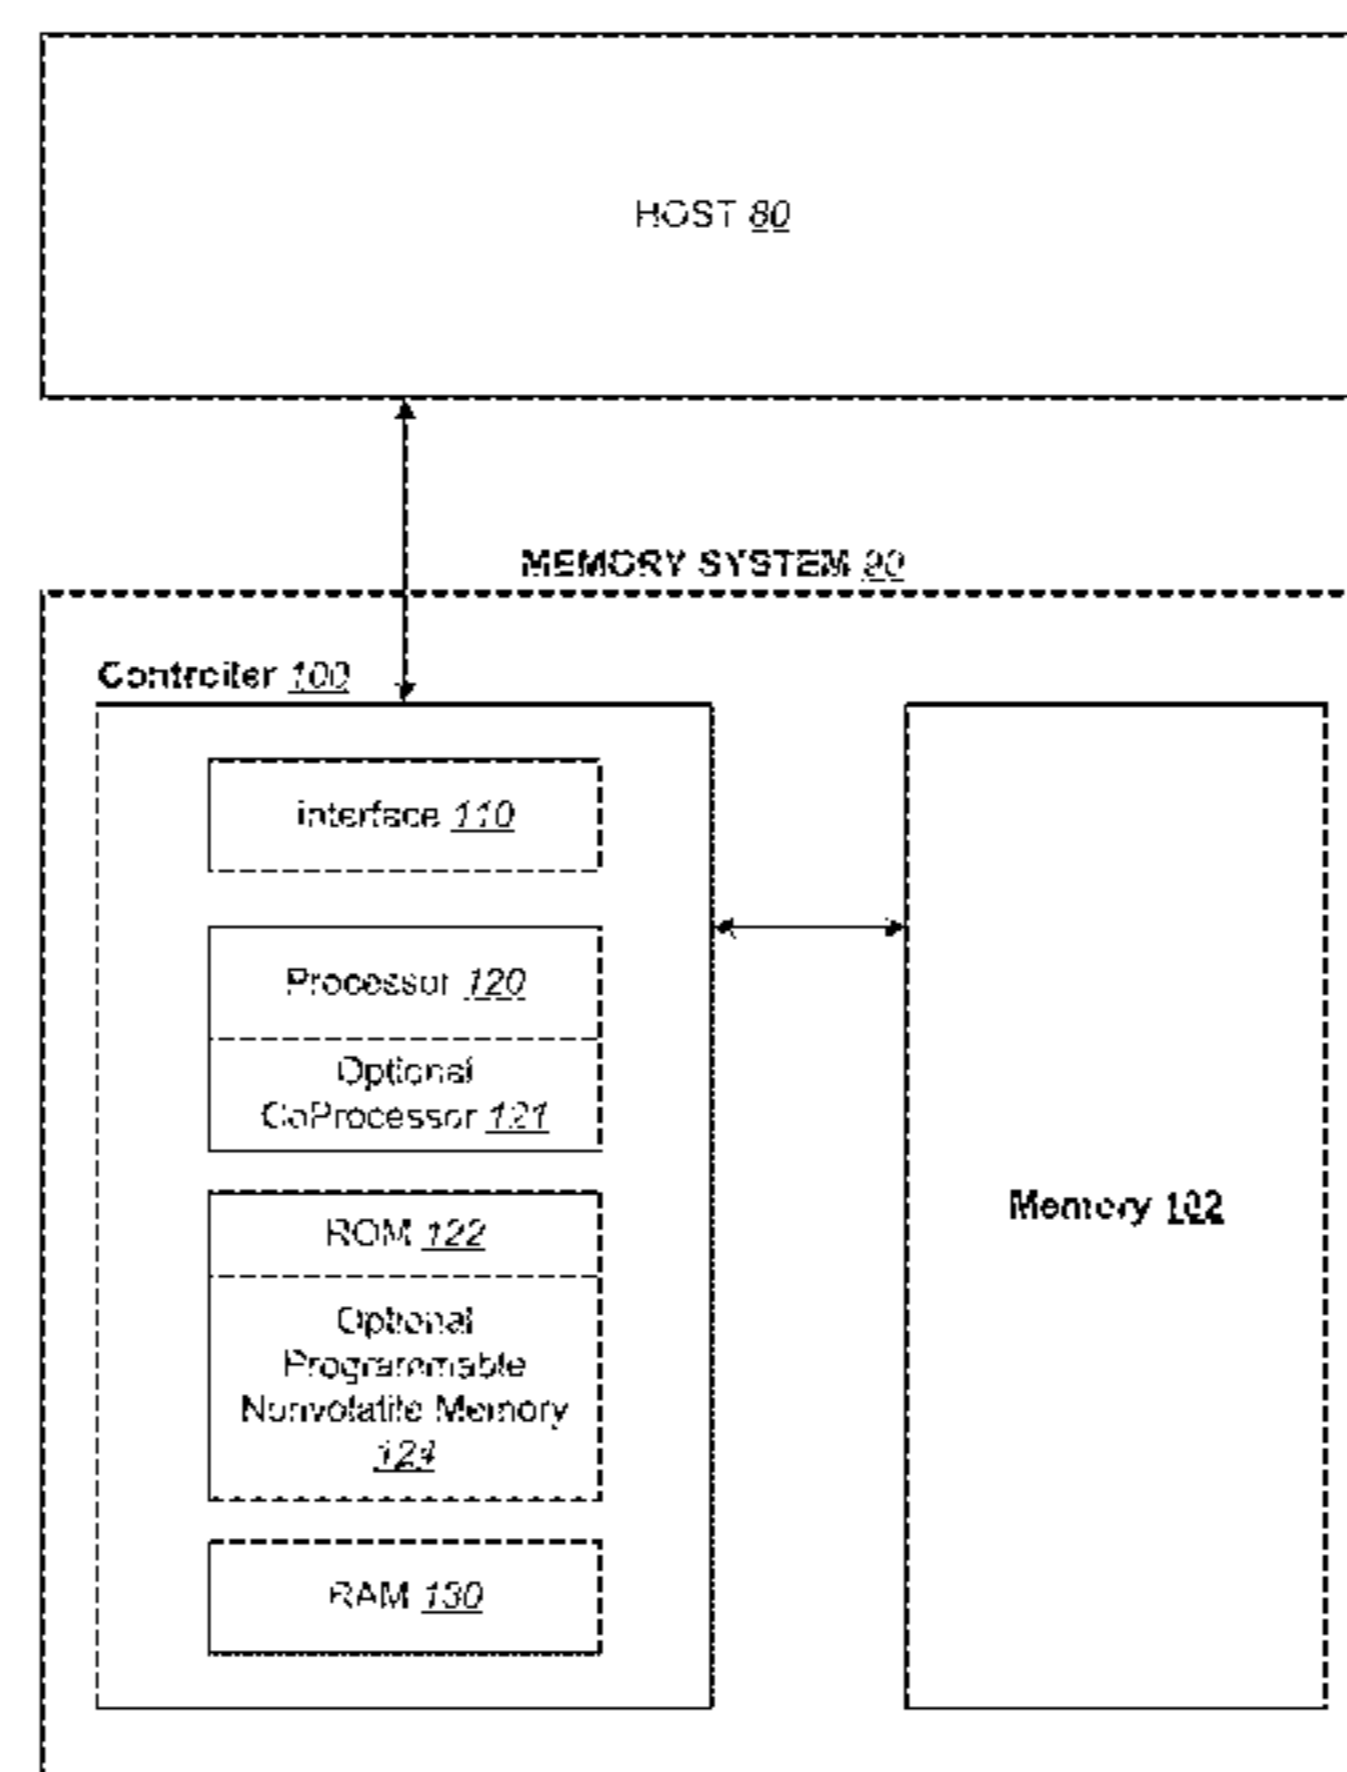 HOST 80
MEMORY SYSTEM 90
Controller 100
Interface 110
Processor 120
Optional
CoProcessor 121
ROM 122
Optional
Programmable
Nonvolatile Memory
124
RAM 130
Memory 102